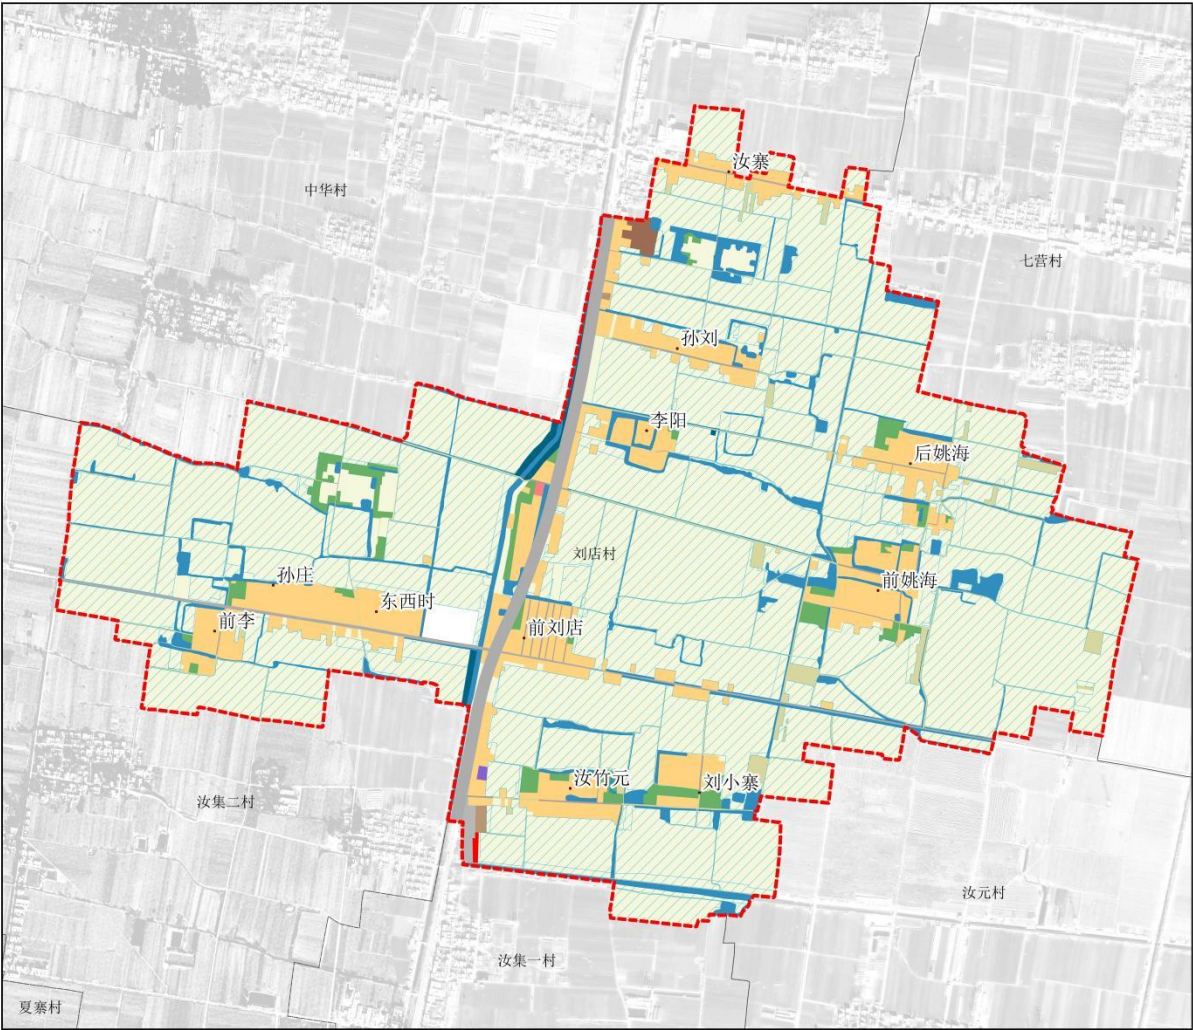 汝寨
中华村
七营村
孙刘
李阳
后姚海
刘店村
孙庄
前姚海
东西时
前李
前刘店
汝竹元
刘小寨
汝集二村
汝元村
汝集一村
夏寨村